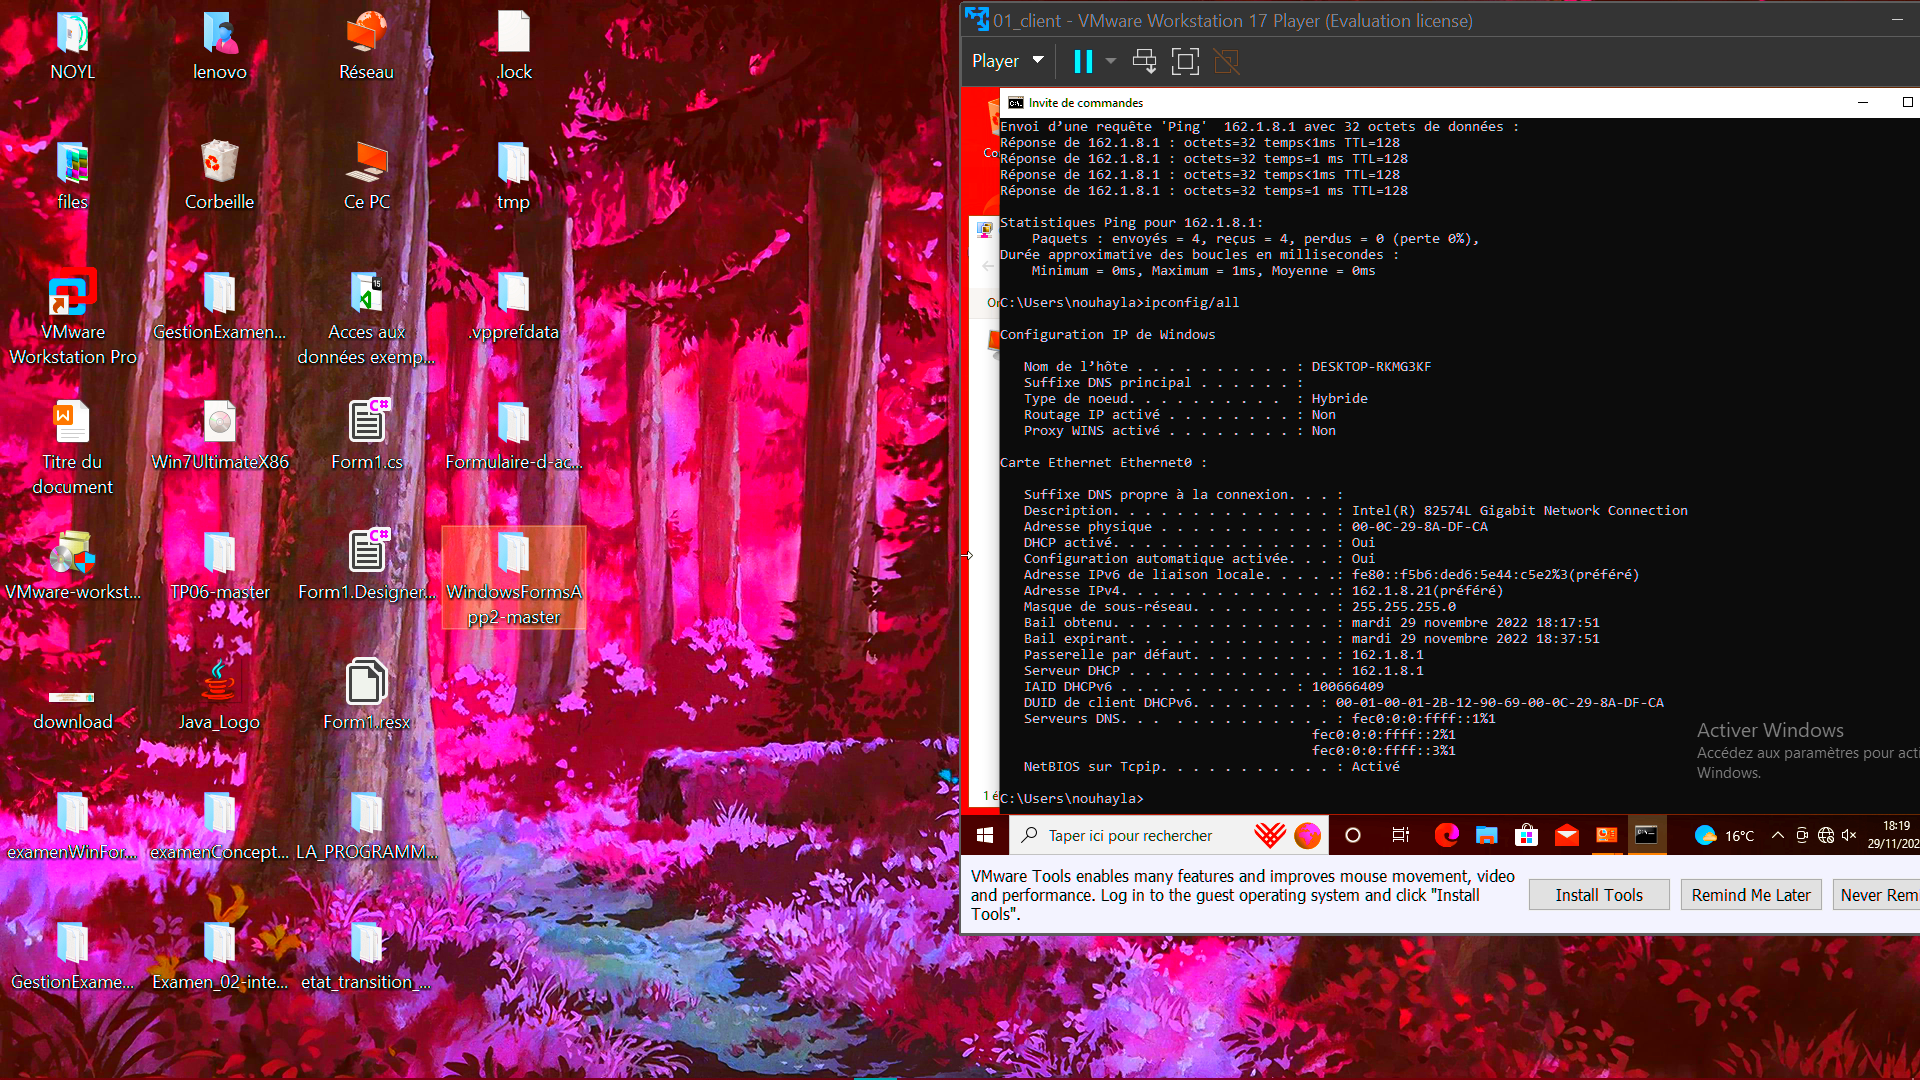 NOYL
lenovo
Réseau
.lock
files
Corbeille
Ce PC
tmp
VMware
Workstation Pro
GestionExamen...
Acces aux
données exemp...
.vpprefdata
Titre du
document
Win7UltimateX86
Form1.cs
Formulaire-d-ac...
VMware-workst...
TP06-master
Form1.Designer...
WindowsFormsA
pp2-master
download
Java_Logo
Form1.resx
examenWinFor...
examenConcept...
LA_PROGRAMM...
GestionExame...
Examen_02-inte...
etat_transition_...
01_client - VMware Workstation 17 Player (Evaluation license)
Player
Invite de commandes
Envoi d’une requête 'Ping'  162.1.8.1 avec 32 octets de données :
Réponse de 162.1.8.1 : octets=32 temps<1ms TTL=128
Réponse de 162.1.8.1 : octets=32 temps=1 ms TTL=128
Réponse de 162.1.8.1 : octets=32 temps<1ms TTL=128
Réponse de 162.1.8.1 : octets=32 temps=1 ms TTL=128
Statistiques Ping pour 162.1.8.1:
Paquets : envoyés = 4, reçus = 4, perdus = 0 (perte 0%),
Durée approximative des boucles en millisecondes :
Minimum = 0ms, Maximum = 1ms, Moyenne = 0ms
C:\Users\nouhayla>ipconfig/all
Configuration IP de Windows
Nom de l’hôte . . . . . . . . . . : DESKTOP-RKMG3KF
Suffixe DNS principal . . . . . . :
Type de noeud. . . . . . . . . .  : Hybride
Routage IP activé . . . . . . . . : Non
Proxy WINS activé . . . . . . . . : Non
Carte Ethernet Ethernet0 :
Suffixe DNS propre à la connexion. . . :
Description. . . . . . . . . . . . . . : Intel(R) 82574L Gigabit Network Connection
Adresse physique . . . . . . . . . . . : 00-0C-29-8A-DF-CA
DHCP activé. . . . . . . . . . . . . . : Oui
Configuration automatique activée. . . : Oui
Adresse IPv6 de liaison locale. . . . .: fe80::f5b6:ded6:5e44:c5e2%3(préféré)
Adresse IPv4. . . . . . . . . . . . . .: 162.1.8.21(préféré)
Masque de sous-réseau. . . . . . . . . : 255.255.255.0
Bail obtenu. . . . . . . . . . . . . . : mardi 29 novembre 2022 18:17:51
Bail expirant. . . . . . . . . . . . . : mardi 29 novembre 2022 18:37:51
Passerelle par défaut. . . . . . . . . : 162.1.8.1
Serveur DHCP . . . . . . . . . . . . . : 162.1.8.1
IAID DHCPv6 . . . . . . . . . . . : 100666409
DUID de client DHCPv6. . . . . . . . : 00-01-00-01-2B-12-90-69-00-0C-29-8A-DF-CA
Serveurs DNS. . . . . . . . . . . . . : fec0:0:0:ffff::1%1
fec0:0:0:ffff::2%1
fec0:0:0:ffff::3%1
NetBIOS sur Tcpip. . . . . . . . . . . : Activé
C:\Users\nouhayla>
Co
Or
1 é
Activer Windows
Accédez aux paramètres pour acti
Windows.
Taper ici pour rechercher
16°C
18:19
29/11/202
VMware Tools enables many features and improves mouse movement, video
and performance. Log in to the guest operating system and click "Install
Tools".
Install Tools
Remind Me Later
Never Rem